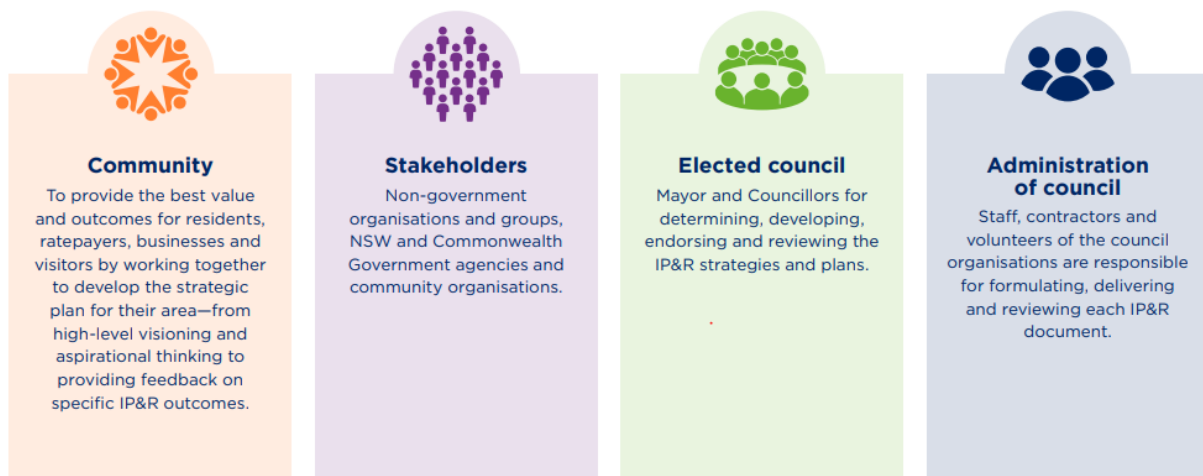 Community
To provide the best value
and outcomes for residents,
ratepayers, businesses and
visitors by working together
to develop the strategic
plan for their area—from
high-level visioning and
aspirational thinking to
providing feedback on
specific IP&R outcomes.
Stakeholders
Non-government
organisations and groups,
NSW and Commonwealth
Government agencies and
community organisations.
Elected council
Mayor and Councillors for
determining, developing,
endorsing and reviewing the
IP&R strategies and plans.
Administration
of council
Staff, contractors and
volunteers of the council
organisations are responsible
for formulating, delivering
and reviewing each IP&R
document.